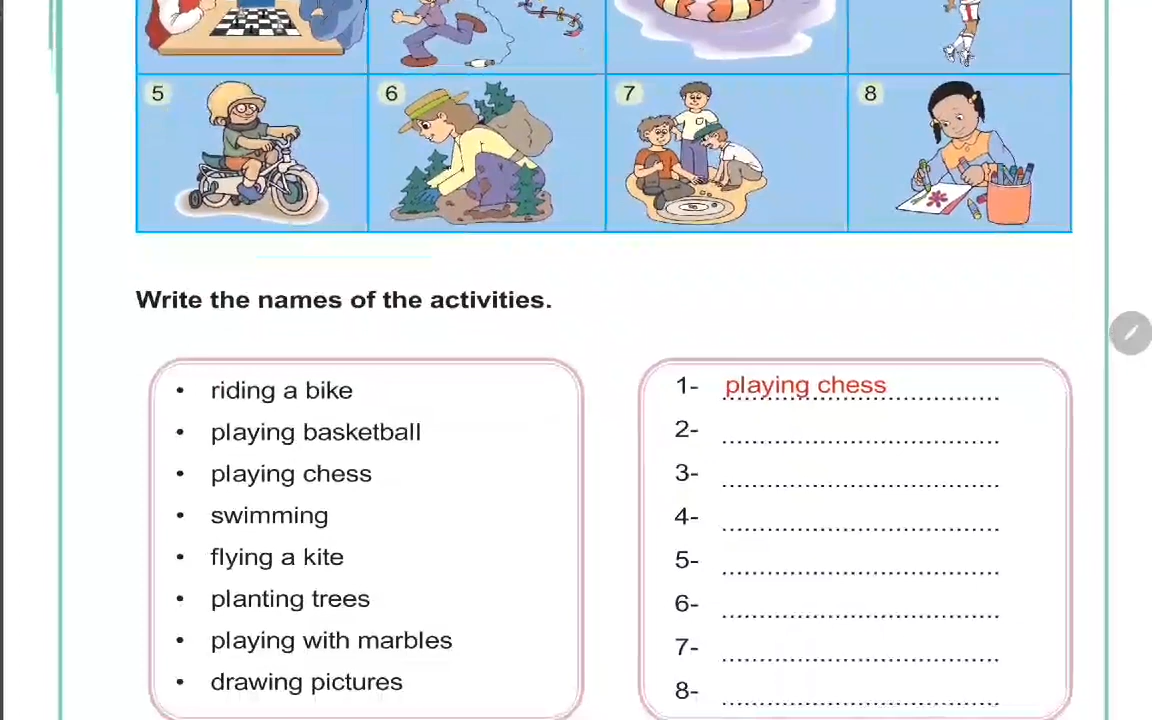 5
6
7
8
Write the names of the activities.
• riding a bike
• playing basketball
• playing chess
• swimming
• flying a kite
• planting trees
• playing with marbles
• drawing pictures
1- playing chess
2- ........................................
3- ........................................
4- ........................................
5- ........................................
6- ........................................
7- ........................................
8- ........................................